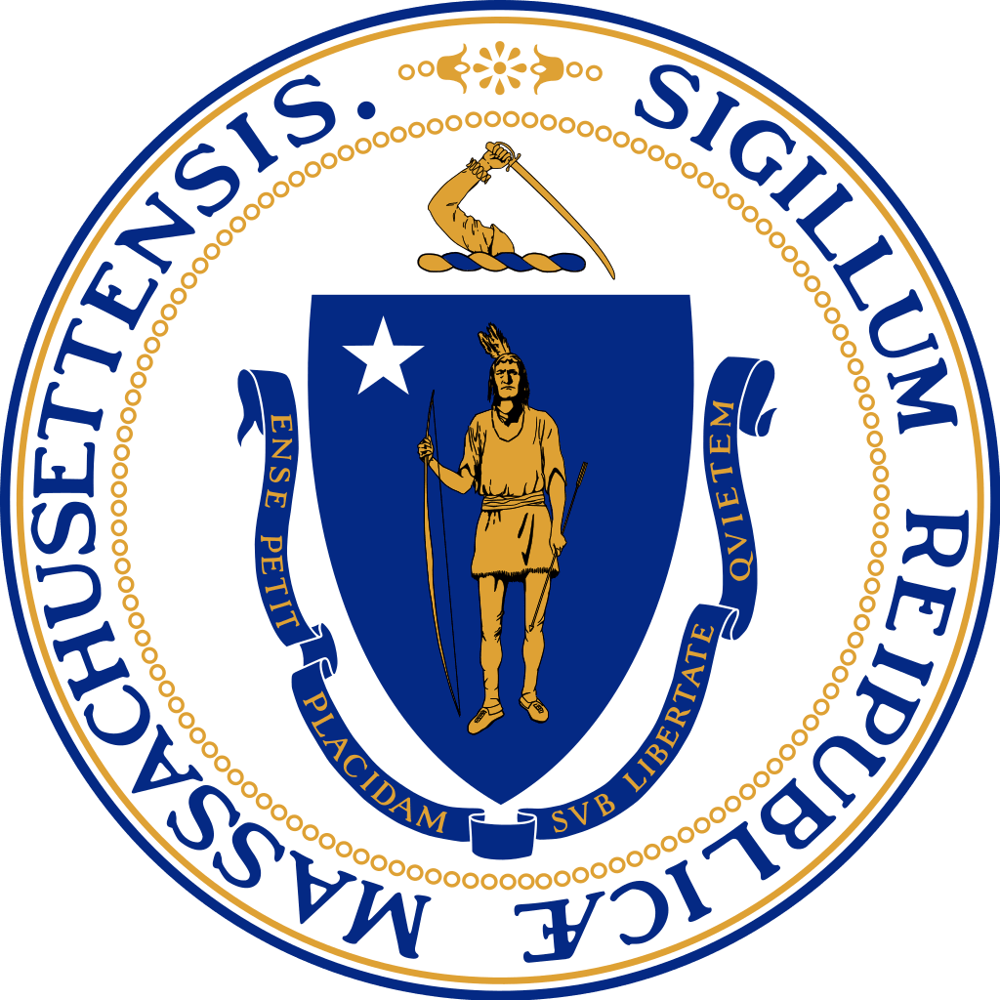 SIGILLUM REIPUBLICÆ MASSACHUSETTENSIS.
ENSE PETIT
PLACIDAM
SVB LIBERTATE
QVIETEM